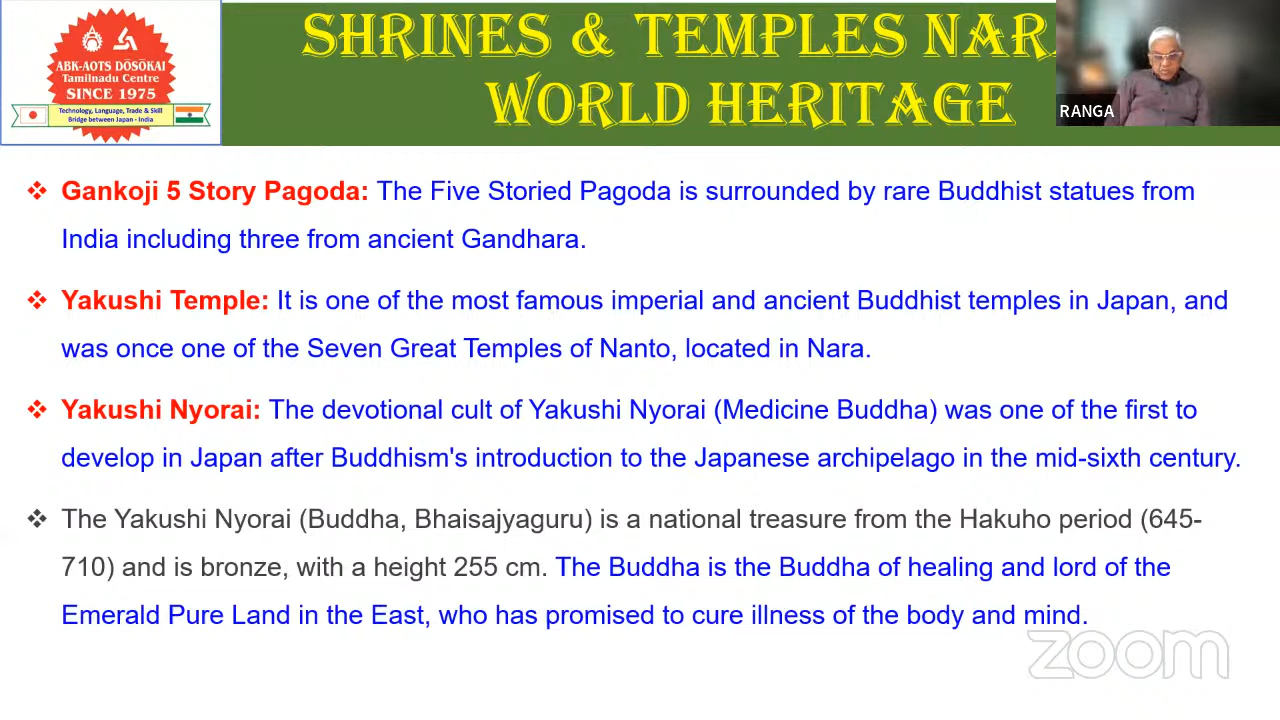 ABK-AOTS DŌSŌKAI
Tamilnadu Centre
SINCE 1975
Technology, Language, Trade & Skill
Bridge between Japan - India
SHRINES & TEMPLES NAR
WORLD HERITAGE
RANGA
❖ Gankoji 5 Story Pagoda: The Five Storied Pagoda is surrounded by rare Buddhist statues from
India including three from ancient Gandhara.
❖ Yakushi Temple: It is one of the most famous imperial and ancient Buddhist temples in Japan, and
was once one of the Seven Great Temples of Nanto, located in Nara.
❖ Yakushi Nyorai: The devotional cult of Yakushi Nyorai (Medicine Buddha) was one of the first to
develop in Japan after Buddhism's introduction to the Japanese archipelago in the mid-sixth century.
❖ The Yakushi Nyorai (Buddha, Bhaisajyaguru) is a national treasure from the Hakuho period (645-
710) and is bronze, with a height 255 cm. The Buddha is the Buddha of healing and lord of the
Emerald Pure Land in the East, who has promised to cure illness of the body and mind.
zoom